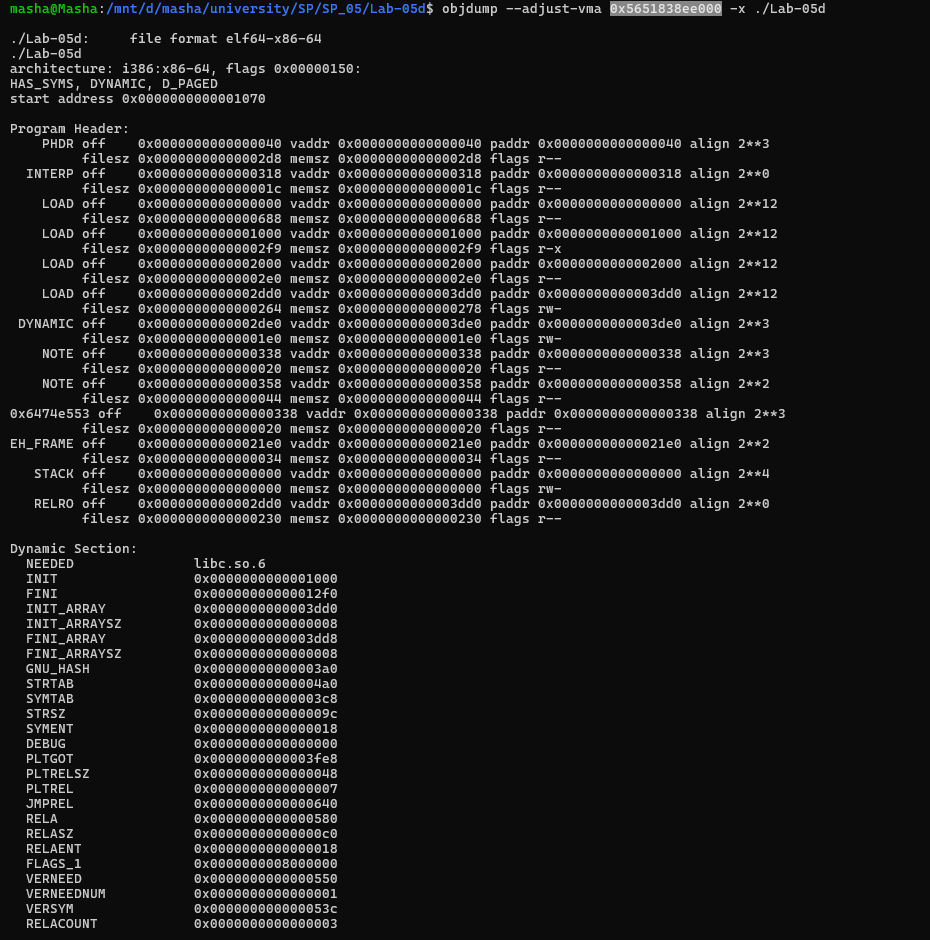 masha@Masha:/mnt/d/masha/university/SP/SP_05/Lab-05d$ objdump --adjust-vma 0x5651838ee000 -x ./Lab-05d

./Lab-05d:     file format elf64-x86-64
./Lab-05d
architecture: i386:x86-64, flags 0x00000150:
HAS_SYMS, DYNAMIC, D_PAGED
start address 0x0000000000001070

Program Header:
    PHDR off    0x0000000000000040 vaddr 0x0000000000000040 paddr 0x0000000000000040 align 2**3
         filesz 0x00000000000002d8 memsz 0x00000000000002d8 flags r--
  INTERP off    0x0000000000000318 vaddr 0x0000000000000318 paddr 0x0000000000000318 align 2**0
         filesz 0x000000000000001c memsz 0x000000000000001c flags r--
    LOAD off    0x0000000000000000 vaddr 0x0000000000000000 paddr 0x0000000000000000 align 2**12
         filesz 0x0000000000000688 memsz 0x0000000000000688 flags r--
    LOAD off    0x0000000000001000 vaddr 0x0000000000001000 paddr 0x0000000000001000 align 2**12
         filesz 0x00000000000002f9 memsz 0x00000000000002f9 flags r-x
    LOAD off    0x0000000000002000 vaddr 0x0000000000002000 paddr 0x0000000000002000 align 2**12
         filesz 0x00000000000002e0 memsz 0x00000000000002e0 flags r--
    LOAD off    0x0000000000002dd0 vaddr 0x0000000000003dd0 paddr 0x0000000000003dd0 align 2**12
         filesz 0x0000000000000264 memsz 0x0000000000000278 flags rw-
 DYNAMIC off    0x0000000000002de0 vaddr 0x0000000000003de0 paddr 0x0000000000003de0 align 2**3
         filesz 0x00000000000001e0 memsz 0x00000000000001e0 flags rw-
    NOTE off    0x0000000000000338 vaddr 0x0000000000000338 paddr 0x0000000000000338 align 2**3
         filesz 0x0000000000000020 memsz 0x0000000000000020 flags r--
    NOTE off    0x0000000000000358 vaddr 0x0000000000000358 paddr 0x0000000000000358 align 2**2
         filesz 0x0000000000000044 memsz 0x0000000000000044 flags r--
0x6474e553 off    0x0000000000000338 vaddr 0x0000000000000338 paddr 0x0000000000000338 align 2**3
         filesz 0x0000000000000020 memsz 0x0000000000000020 flags r--
EH_FRAME off    0x00000000000021e0 vaddr 0x00000000000021e0 paddr 0x00000000000021e0 align 2**2
         filesz 0x0000000000000034 memsz 0x0000000000000034 flags r--
   STACK off    0x0000000000000000 vaddr 0x0000000000000000 paddr 0x0000000000000000 align 2**4
         filesz 0x0000000000000000 memsz 0x0000000000000000 flags rw-
   RELRO off    0x0000000000002dd0 vaddr 0x0000000000003dd0 paddr 0x0000000000003dd0 align 2**0
         filesz 0x0000000000000230 memsz 0x0000000000000230 flags r--

Dynamic Section:
  NEEDED               libc.so.6
  INIT                 0x0000000000001000
  FINI                 0x00000000000012f0
  INIT_ARRAY           0x0000000000003dd0
  INIT_ARRAYSZ         0x0000000000000008
  FINI_ARRAY           0x0000000000003dd8
  FINI_ARRAYSZ         0x0000000000000008
  GNU_HASH             0x00000000000003a0
  STRTAB               0x00000000000004a0
  SYMTAB               0x00000000000003c8
  STRSZ                0x000000000000009c
  SYMENT               0x0000000000000018
  DEBUG                0x0000000000000000
  PLTGOT               0x0000000000003fe8
  PLTRELSZ             0x0000000000000048
  PLTREL               0x0000000000000007
  JMPREL               0x0000000000000640
  RELA                 0x0000000000000580
  RELASZ               0x00000000000000c0
  RELAENT              0x0000000000000018
  FLAGS_1              0x0000000008000000
  VERNEED              0x0000000000000550
  VERNEEDNUM           0x0000000000000001
  VERSYM               0x000000000000053c
  RELACOUNT            0x0000000000000003